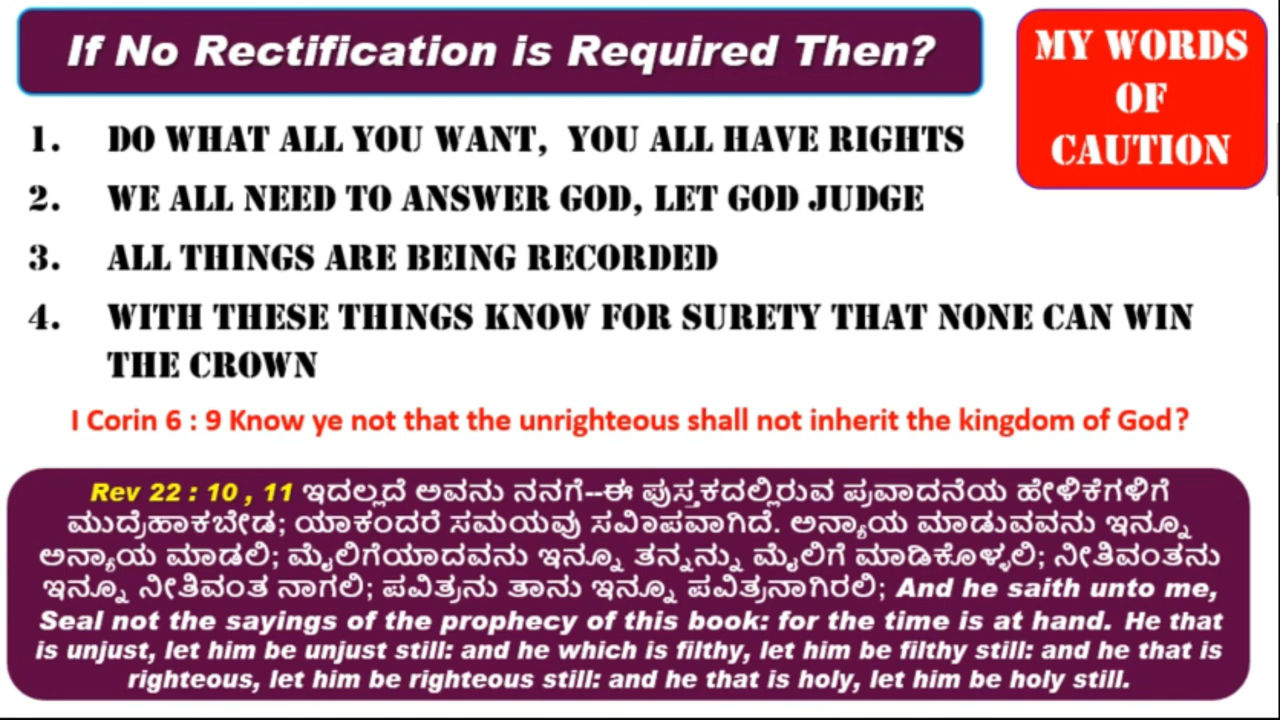 If No Rectification is Required Then?
MY WORDS
OF
CAUTION
1. DO WHAT ALL YOU WANT, YOU ALL HAVE RIGHTS
2. WE ALL NEED TO ANSWER GOD, LET GOD JUDGE
3. ALL THINGS ARE BEING RECORDED
4. WITH THESE THINGS KNOW FOR SURETY THAT NONE CAN WIN
THE CROWN
I Corin 6 : 9 Know ye not that the unrighteous shall not inherit the kingdom of God?
Rev 22 : 10 , 11 ಇದಲ್ಲದೆ ಅವನು ನನಗೆ--ಈ ಪುಸ್ತಕದಲ್ಲಿರುವ ಪ್ರವಾದನೆಯ ಹೇಳಿಕೆಗಳಿಗೆ
ಮುದ್ರೆಹಾಕಬೇಡ; ಯಾಕಂದರೆ ಸಮಯವು ಸಮೀಪವಾಗಿದೆ. ಅನ್ಯಾಯ ಮಾಡುವವನು ಇನ್ನೂ
ಅನ್ಯಾಯ ಮಾಡಲಿ; ಮೈಲಿಗೆಯಾದವನು ಇನ್ನೂ ತನ್ನನ್ನು ಮೈಲಿಗೆ ಮಾಡಿಕೊಳ್ಳಲಿ; ನೀತಿವಂತನು
ಇನ್ನೂ ನೀತಿವಂತ ನಾಗಲಿ; ಪವಿತ್ರನು ತಾನು ಇನ್ನೂ ಪವಿತ್ರನಾಗಿರಲಿ; And he saith unto me,
Seal not the sayings of the prophecy of this book: for the time is at hand. He that
is unjust, let him be unjust still: and he which is filthy, let him be filthy still: and he that is
righteous, let him be righteous still: and he that is holy, let him be holy still.